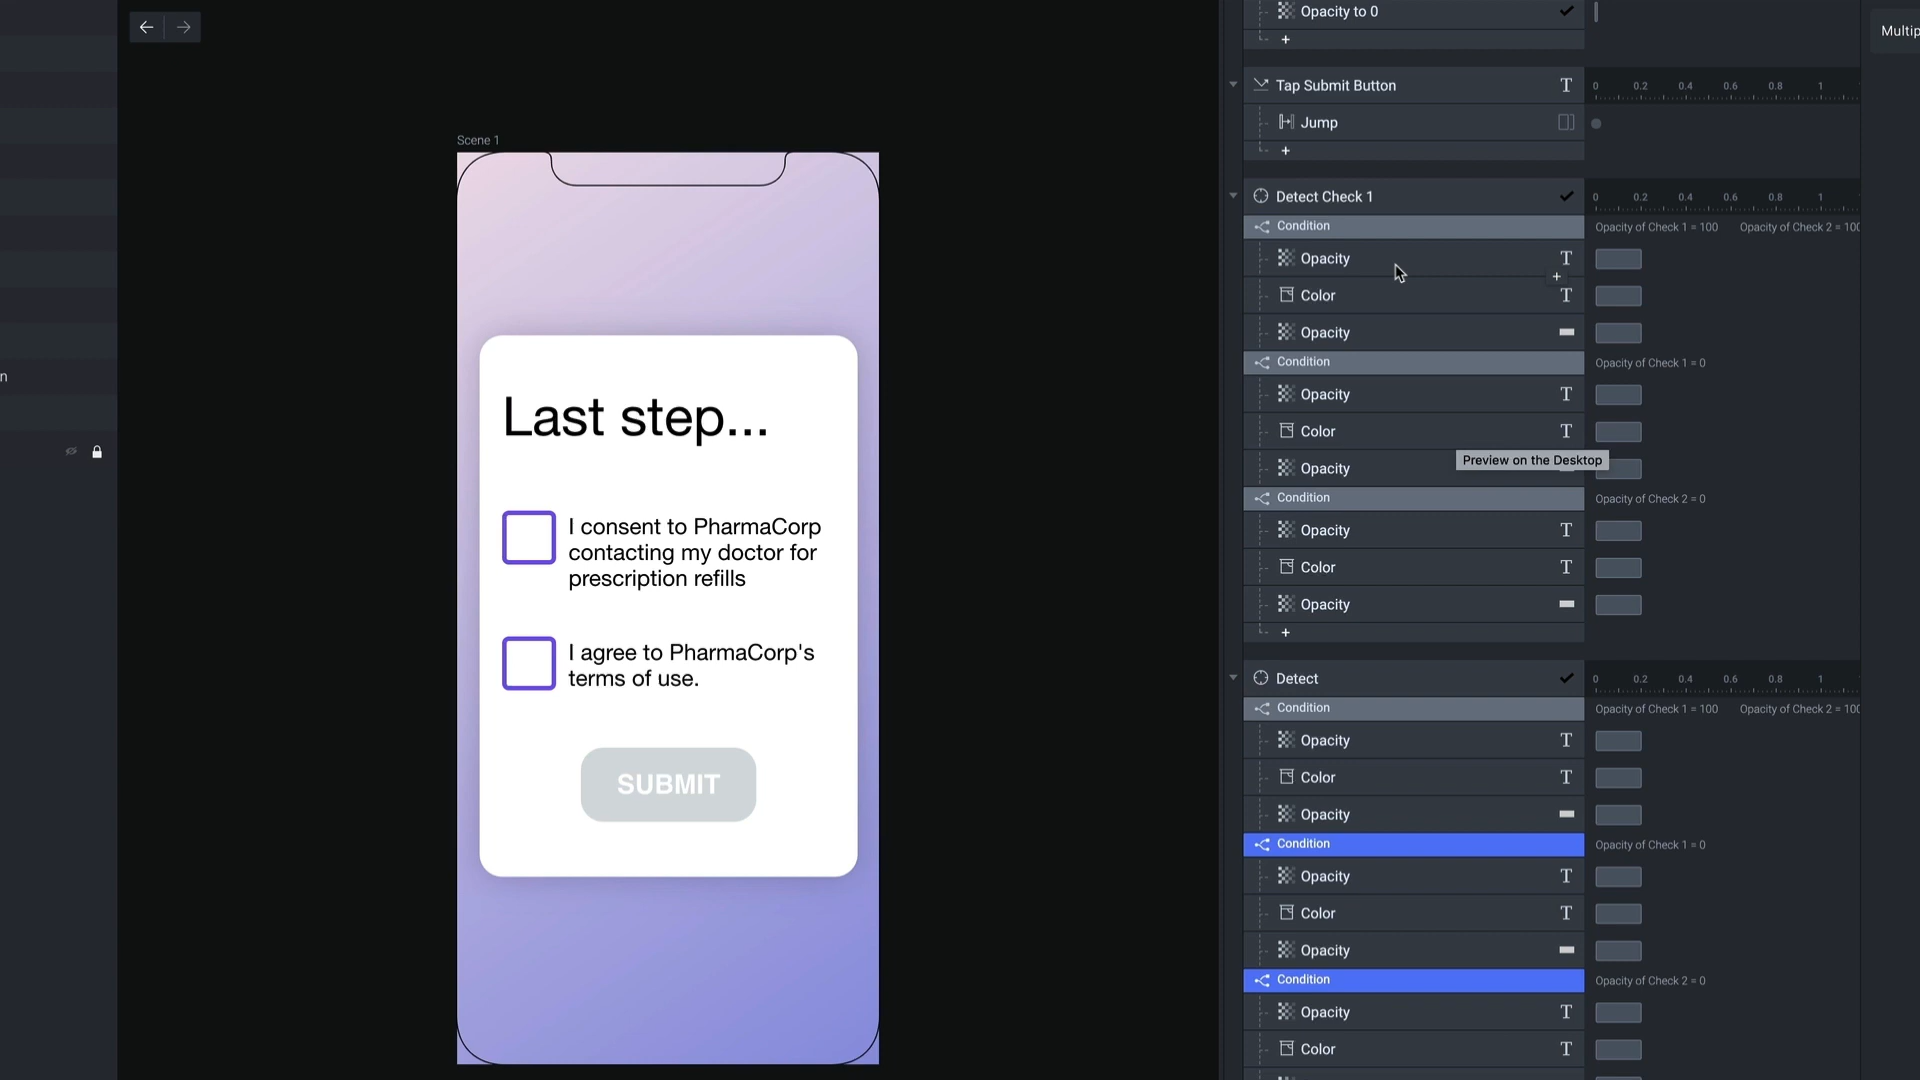 Opacity to 0
Multip
Tap Submit Button
T
0 0.2 0.4 0.6 0.8 1
Jump
Scene 1
Detect Check 1
0 0.2 0.4 0.6 0.8 1
Condition
Opacity of Check 1 = 100
Opacity of Check 2 = 100
Opacity
T
Color
T
Opacity
Condition
Opacity of Check 1 = 0
Opacity
T
Color
T
Opacity
Preview on the Desktop
Condition
Opacity of Check 2 = 0
Opacity
T
Color
T
Opacity
Detect
0 0.2 0.4 0.6 0.8 1
Condition
Opacity of Check 1 = 100
Opacity of Check 2 = 100
Opacity
T
Color
T
Opacity
Condition
Opacity of Check 1 = 0
Opacity
T
Color
T
Opacity
Condition
Opacity of Check 2 = 0
Opacity
T
Color
T
n
Last step...
I consent to PharmaCorp
contacting my doctor for
prescription refills
I agree to PharmaCorp's
terms of use.
SUBMIT